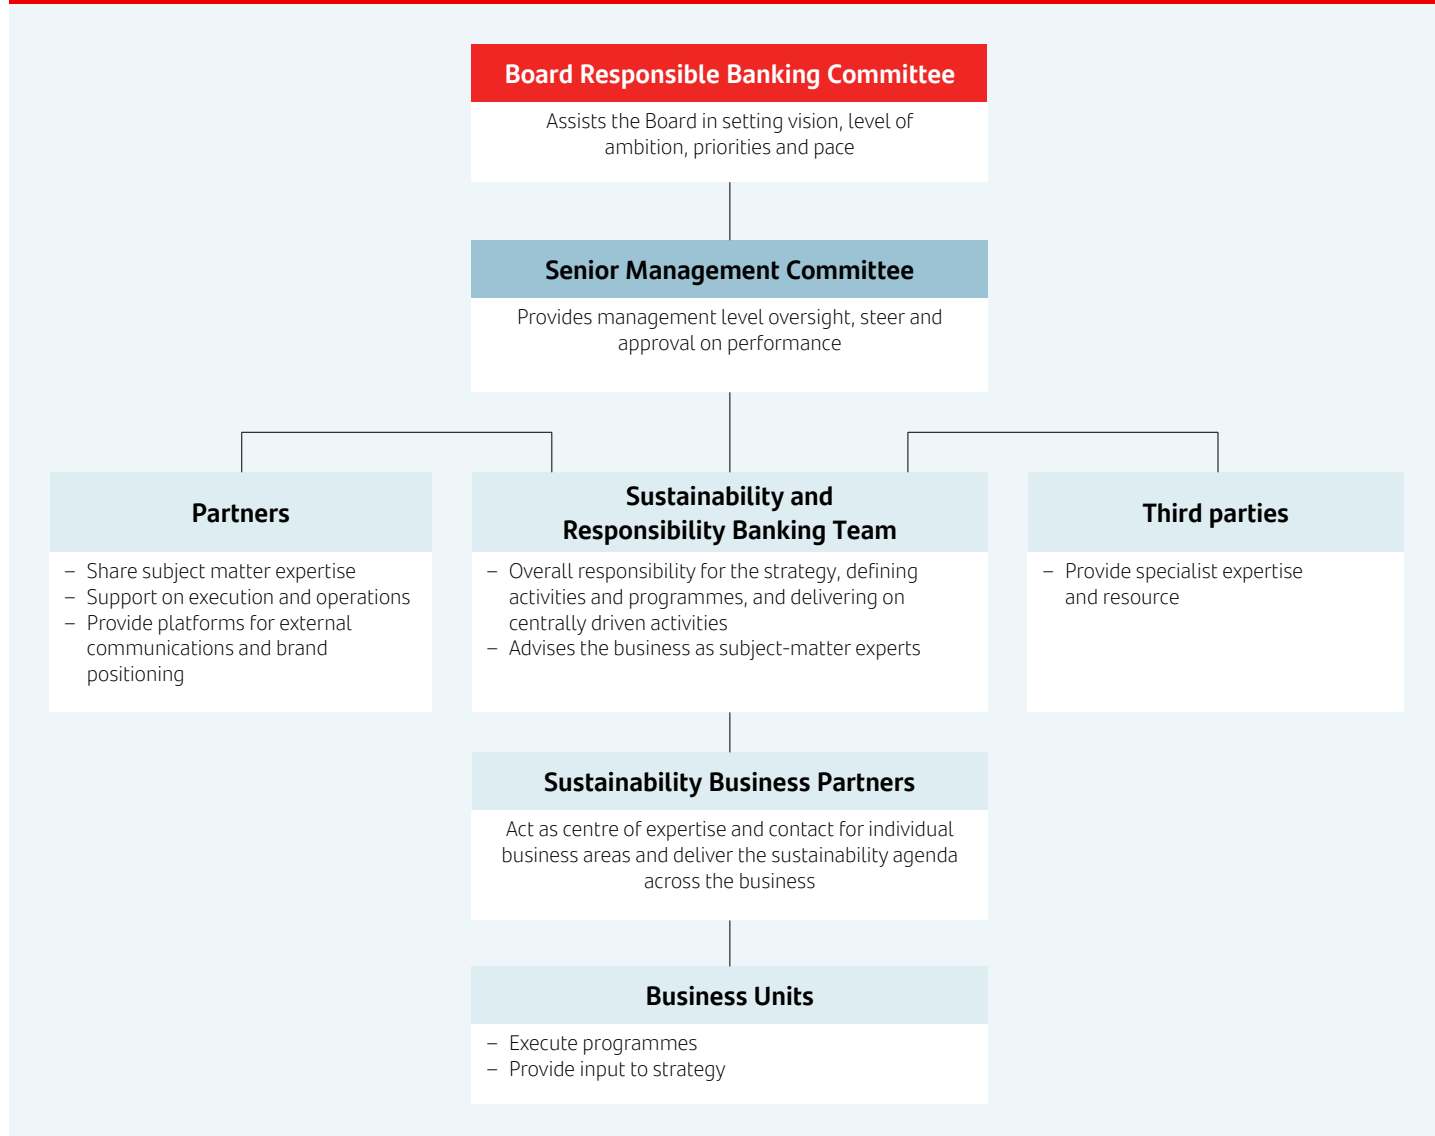 Board Responsible Banking Committee
Assists the Board in setting vision, level of
ambition, priorities and pace
Senior Management Committee
Provides management level oversight, steer and
approval on performance
Partners
– Share subject matter expertise
– Support on execution and operations
– Provide platforms for external
communications and brand
positioning
Sustainability and
Responsibility Banking Team
– Overall responsibility for the strategy, defining
activities and programmes, and delivering on
centrally driven activities
– Advises the business as subject-matter experts
Third parties
– Provide specialist expertise
and resource
Sustainability Business Partners
Act as centre of expertise and contact for individual
business areas and deliver the sustainability agenda
across the business
Business Units
– Execute programmes
– Provide input to strategy